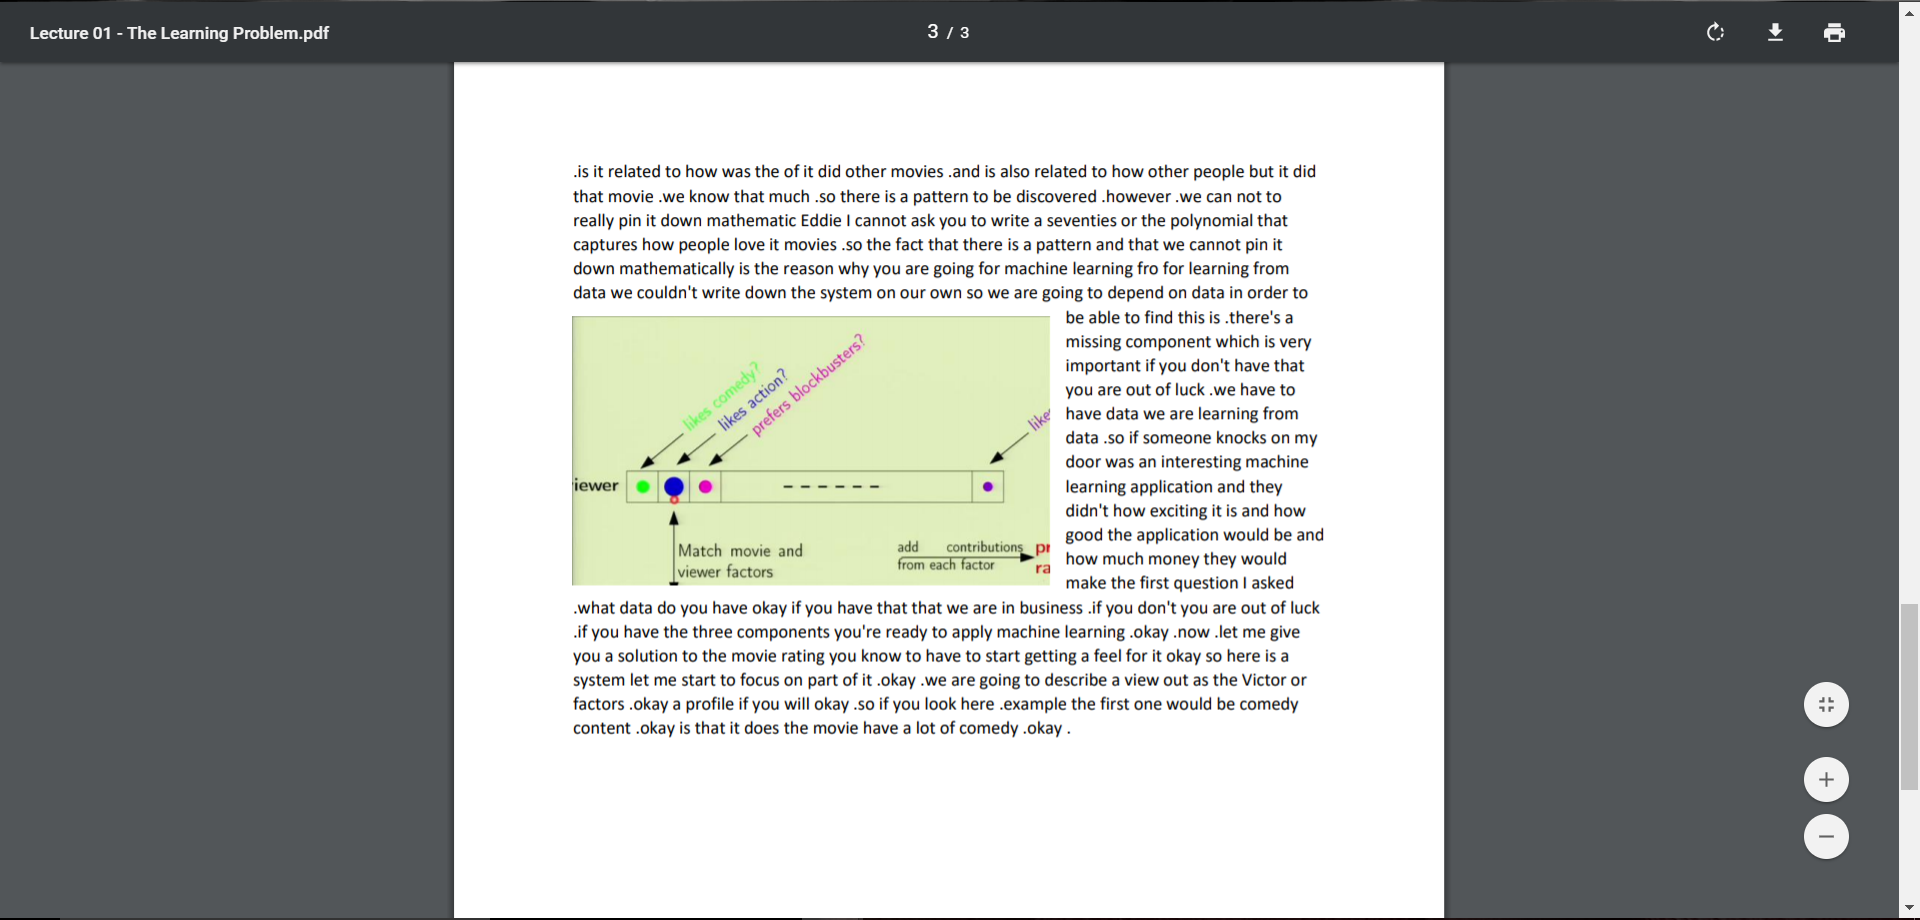 Lecture 01 - The Learning Problem.pdf
3 / 3
.is it related to how was the of it did other movies .and is also related to how other people but it did
that movie .we know that much .so there is a pattern to be discovered .however .we can not to
really pin it down mathematic Eddie I cannot ask you to write a seventies or the polynomial that
captures how people love it movies .so the fact that there is a pattern and that we cannot pin it
down mathematically is the reason why you are going for machine learning fro for learning from
data we couldn't write down the system on our own so we are going to depend on data in order to
be able to find this is .there's a
missing component which is very
important if you don't have that
you are out of luck .we have to
have data we are learning from
data .so if someone knocks on my
door was an interesting machine
learning application and they
didn't how exciting it is and how
good the application would be and
how much money they would
make the first question I asked
likes comedy?
likes action?
prefers blockbusters?
like
iewer
Match movie and
viewer factors
add contributions
from each factor
pr
ra
.what data do you have okay if you have that that we are in business .if you don't you are out of luck
.if you have the three components you're ready to apply machine learning .okay .now .let me give
you a solution to the movie rating you know to have to start getting a feel for it okay so here is a
system let me start to focus on part of it .okay .we are going to describe a view out as the Victor or
factors .okay a profile if you will okay .so if you look here .example the first one would be comedy
content .okay is that it does the movie have a lot of comedy .okay .